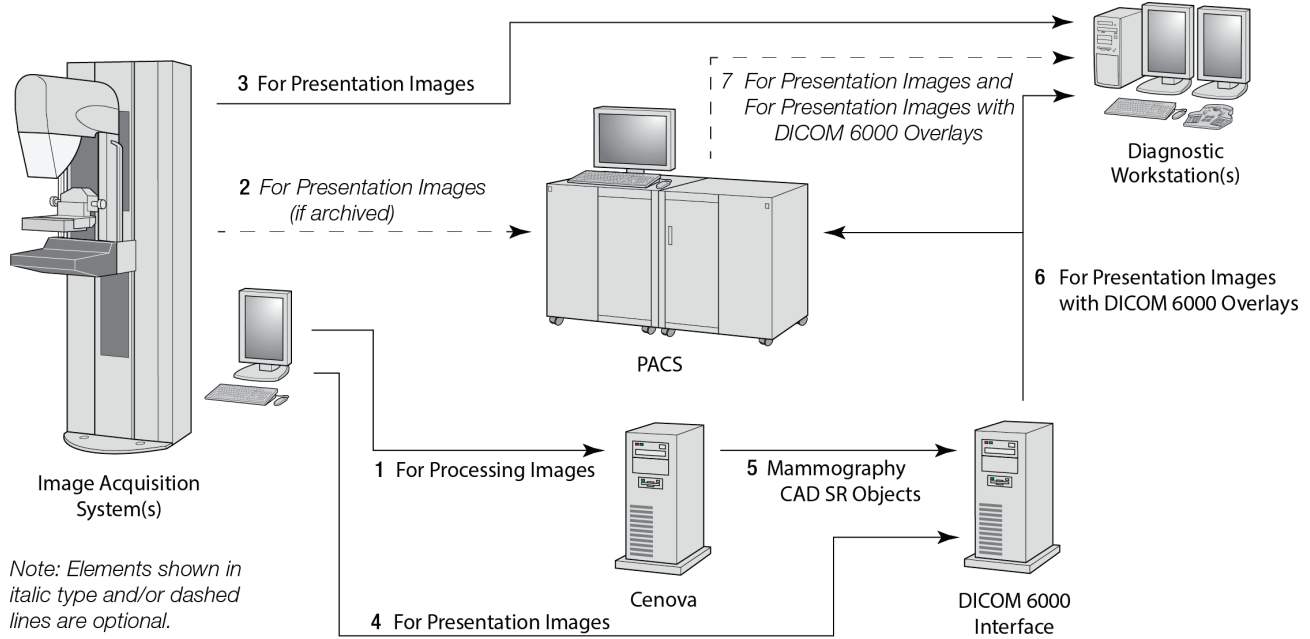 3 For Presentation Images
7 For Presentation Images and
For Presentation Images with
DICOM 6000 Overlays
Diagnostic
Workstation(s)
2 For Presentation Images
(if archived)
6 For Presentation Images
with DICOM 6000 Overlays
PACS
1 For Processing Images
5 Mammography
CAD SR Objects
Image Acquisition
System(s)
Note: Elements shown in
italic type and/or dashed
lines are optional.
Cenova
DICOM 6000
Interface
4 For Presentation Images